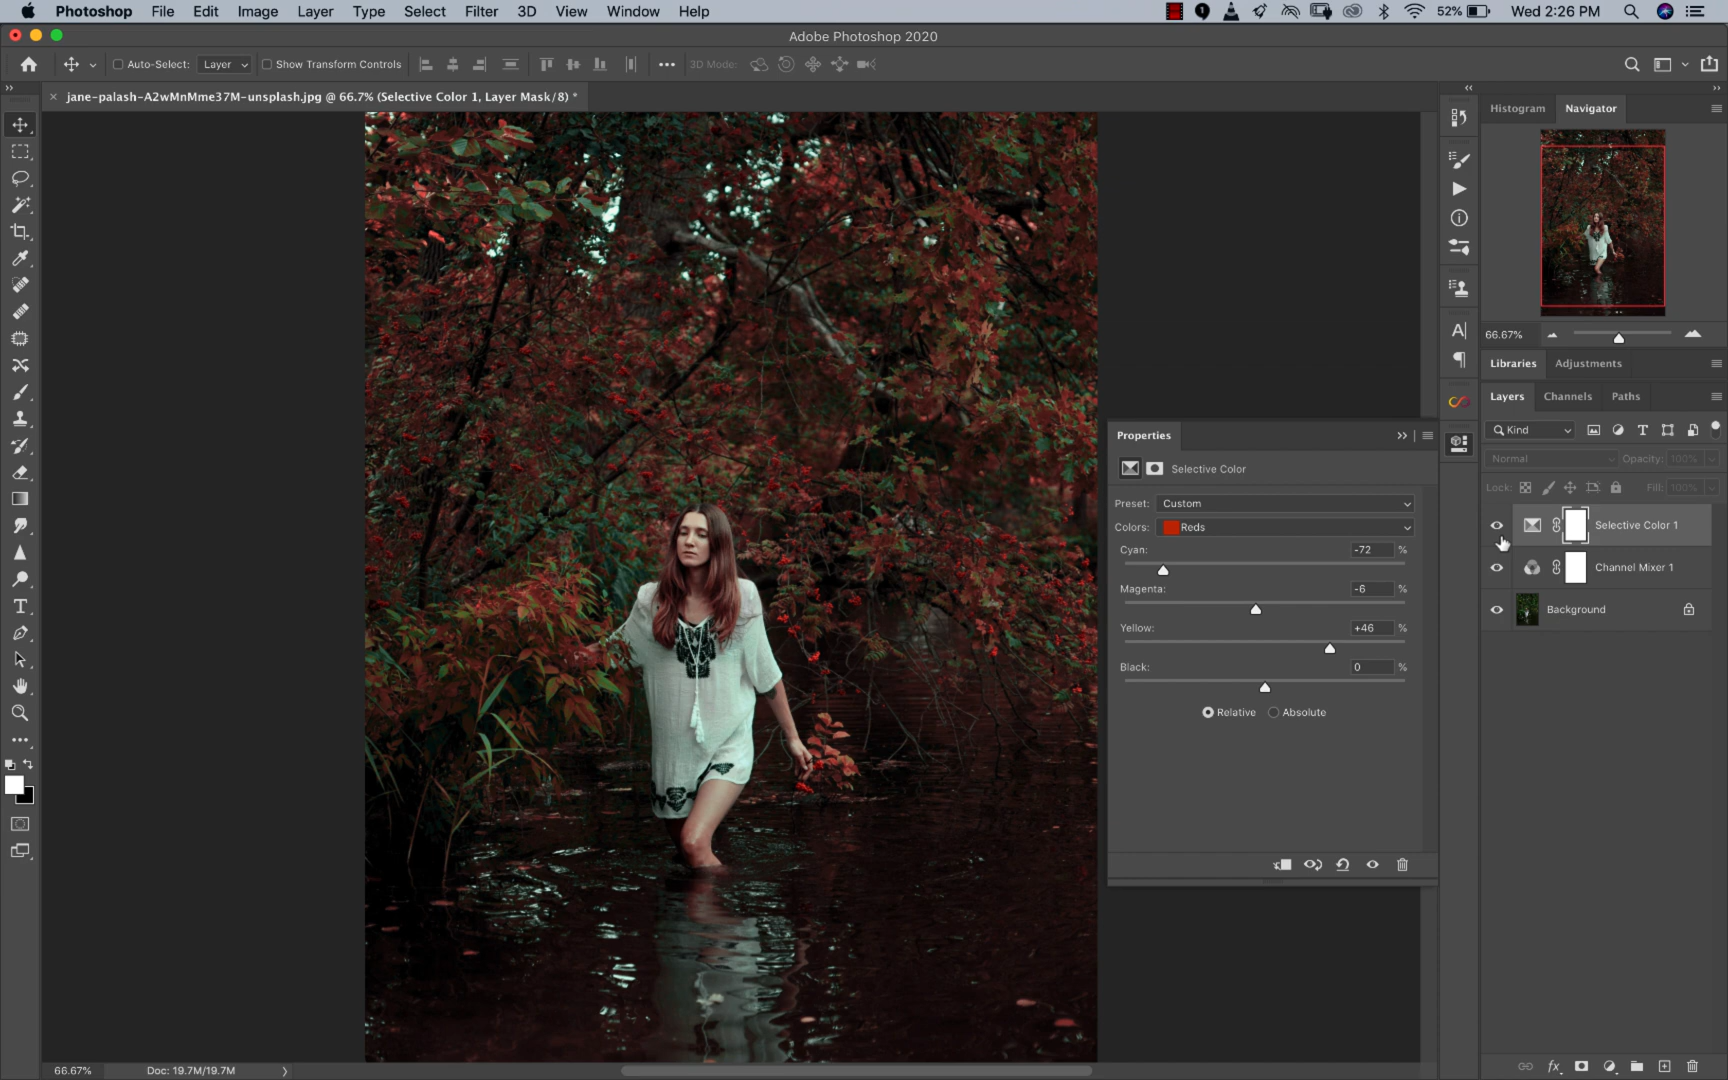 Photoshop File Edit Image Layer Type Select Filter 3D View Window Help 52% Wed 2:26 PM
Adobe Photoshop 2020
Auto-Select: Layer Show Transform Controls 3D Mode:
jane-palash-A2wMnMme37M-unsplash.jpg @ 66.7% (Selective Color 1, Layer Mask/8) *
Histogram Navigator
66.67%
Libraries Adjustments
Layers Channels Paths
Kind
Normal Opacity: 100%
Lock: Fill: 100%
Selective Color 1
Channel Mixer 1
Background
Properties
Selective Color
Preset: Custom
Colors: Reds
Cyan: -72 %
Magenta: -6 %
Yellow: +46 %
Black: 0 %
Relative Absolute
66.67% Doc: 19.7M/19.7M
fx